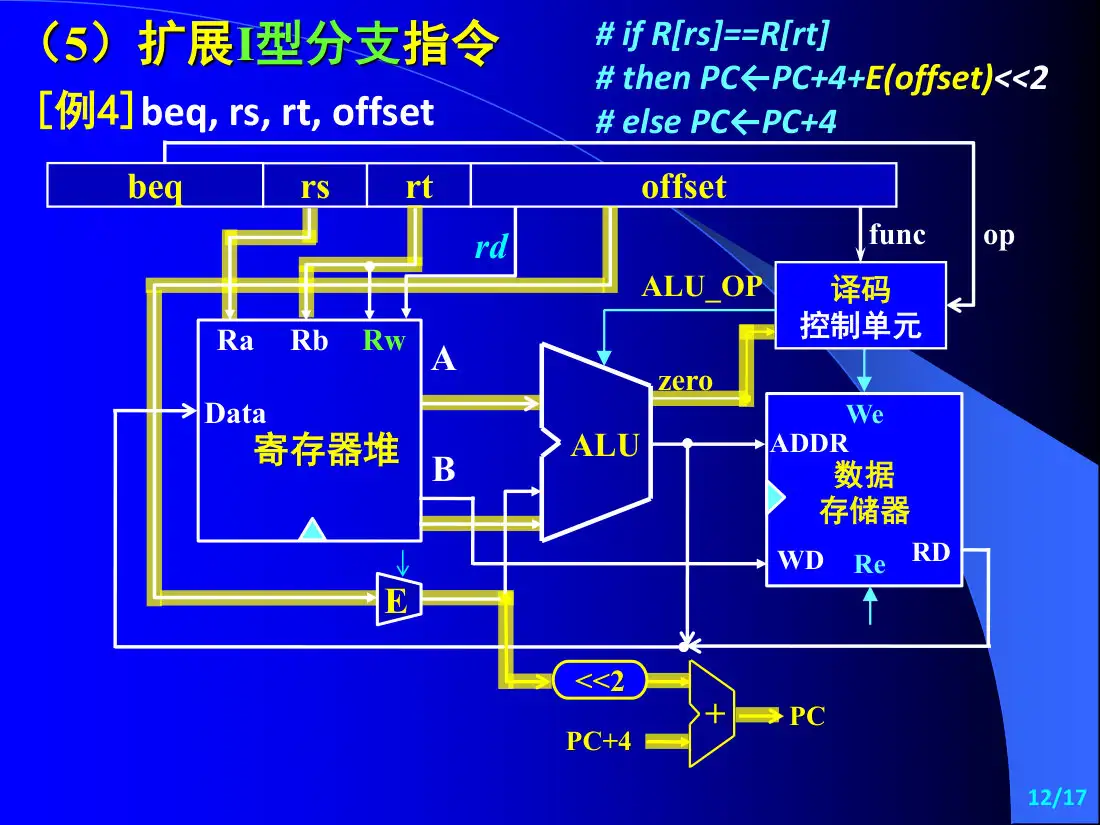 （5）扩展I型分支指令
# if R[rs]==R[rt]
# then PC←PC+4+E(offset)<<2
# else PC←PC+4
[例4]beq, rs, rt, offset
beq rs rt offset
rd
func
op
ALU_OP
译码
控制单元
Ra Rb Rw
A
zero
Data
We
ADDR
寄存器堆
ALU
B
数据
存储器
WD Re RD
E
<<2
+
PC
PC+4
12/17